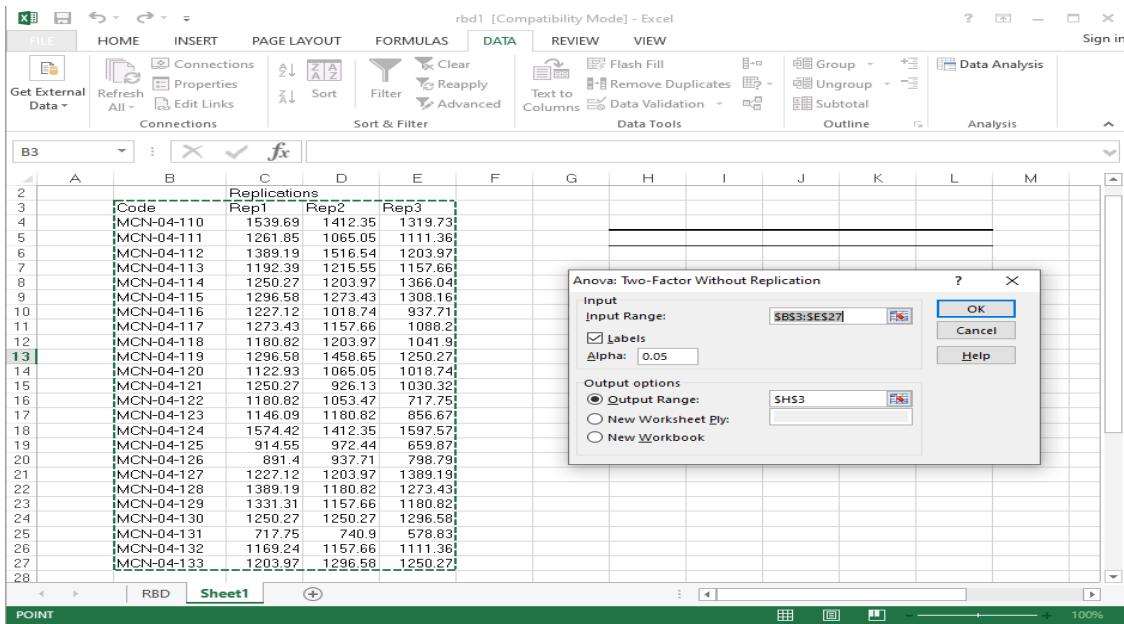 rbd1 [Compatibility Mode] - Excel
FILE HOME INSERT PAGE LAYOUT FORMULAS DATA REVIEW VIEW Sign in
Get External Data
Refresh All
Connections
Properties
Edit Links
Connections
A Z
Z A
Z A
A Z
Sort
Filter
Clear
Reapply
Advanced
Sort & Filter
Text to Columns
Flash Fill
Remove Duplicates
Data Validation
Data Tools
Group
Ungroup
Subtotal
Outline
Data Analysis
Analysis
B3 fx
A B C D E F G H I J K L M
2 Replications
3 Code Rep1 Rep2 Rep3
4 MCN-04-110 1539.69 1412.35 1319.73
5 MCN-04-111 1261.85 1065.05 1111.36
6 MCN-04-112 1389.19 1516.54 1203.97
7 MCN-04-113 1192.39 1215.55 1157.66
8 MCN-04-114 1250.27 1203.97 1366.04
9 MCN-04-115 1296.58 1273.43 1308.16
10 MCN-04-116 1227.12 1018.74 937.71
11 MCN-04-117 1273.43 1157.66 1088.2
12 MCN-04-118 1180.82 1203.97 1041.9
13 MCN-04-119 1296.58 1458.65 1250.27
14 MCN-04-120 1122.93 1065.05 1018.74
15 MCN-04-121 1250.27 926.13 1030.32
16 MCN-04-122 1180.82 1053.47 717.75
17 MCN-04-123 1146.09 1180.82 856.67
18 MCN-04-124 1574.42 1412.35 1597.57
19 MCN-04-125 914.55 972.44 659.87
20 MCN-04-126 891.4 937.71 798.79
21 MCN-04-127 1227.12 1203.97 1389.19
22 MCN-04-128 1389.19 1180.82 1273.43
23 MCN-04-129 1331.31 1157.66 1180.82
24 MCN-04-130 1250.27 1250.27 1296.58
25 MCN-04-131 717.75 740.9 578.83
26 MCN-04-132 1169.24 1157.66 1111.36
27 MCN-04-133 1203.97 1296.58 1250.27
28
Anova: Two-Factor Without Replication ?
Input
Input Range: $B$3:$E$27
Labels
Alpha: 0.05
Output options
Output Range: $H$3
New Worksheet Ply:
New Workbook
OK
Cancel
Help
RBD Sheet1
POINT 100%